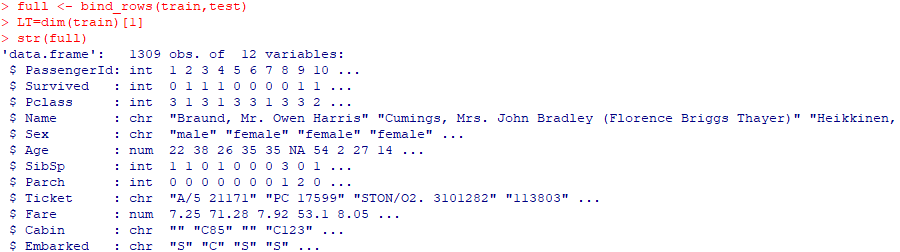 > full <- bind_rows(train,test)
> LT=dim(train)[1]
> str(full)
'data.frame':   1309 obs. of  12 variables:
 $ PassengerId: int  1 2 3 4 5 6 7 8 9 10 ...
 $ Survived   : int  0 1 1 1 0 0 0 0 1 1 ...
 $ Pclass     : int  3 1 3 1 3 3 1 3 3 2 ...
 $ Name       : chr  "Braund, Mr. Owen Harris" "Cumings, Mrs. John Bradley (Florence Briggs Thayer)" "Heikkinen,
 $ Sex        : chr  "male" "female" "female" "female" ...
 $ Age        : num  22 38 26 35 35 NA 54 2 27 14 ...
 $ SibSp      : int  1 1 0 1 0 0 0 3 0 1 ...
 $ Parch      : int  0 0 0 0 0 0 0 1 2 0 ...
 $ Ticket     : chr  "A/5 21171" "PC 17599" "STON/O2. 3101282" "113803" ...
 $ Fare       : num  7.25 71.28 7.92 53.1 8.05 ...
 $ Cabin      : chr  "" "C85" "" "C123" ...
 $ Embarked   : chr  "S" "C" "S" "S" ...